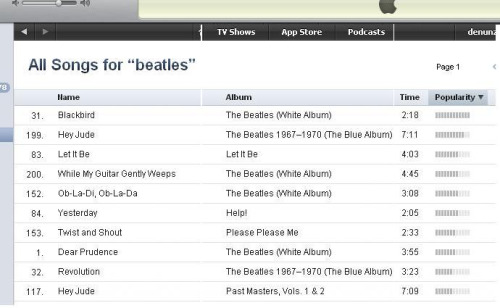 TV Shows App Store Podcasts denunz
All Songs for “beatles”
Page 1
78
Name Album Time Popularity
31. Blackbird The Beatles (White Album) 2:18
199. Hey Jude The Beatles 1967–1970 (The Blue Album) 7:11
83. Let It Be Let It Be 4:03
200. While My Guitar Gently Weeps The Beatles (White Album) 4:45
152. Ob-La-Di, Ob-La-Da The Beatles (White Album) 3:08
84. Yesterday Help! 2:05
153. Twist and Shout Please Please Me 2:33
1. Dear Prudence The Beatles (White Album) 3:55
32. Revolution The Beatles 1967–1970 (The Blue Album) 3:23
117. Hey Jude Past Masters, Vols. 1 & 2 7:09